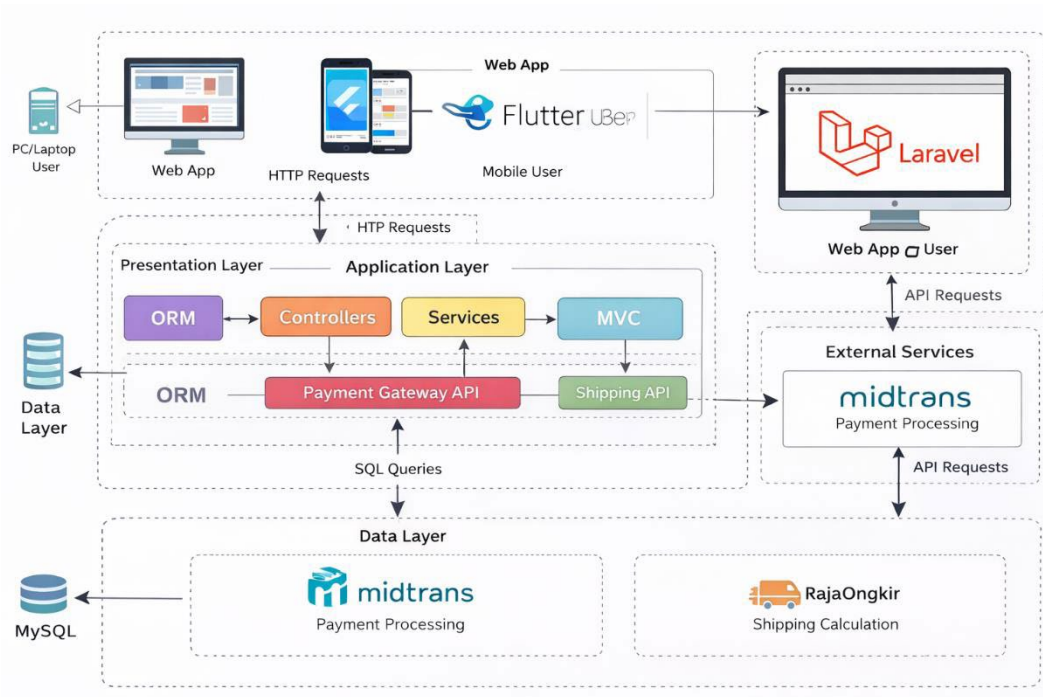 Web App
PC/Laptop
User
Web App
HTTP Requests
Flutter UBer
Mobile User
Laravel
Web App User
HTP Requests
Presentation Layer
Application Layer
API Requests
ORM
Controllers
Services
MVC
External Services
Data
Layer
ORM
Payment Gateway API
Shipping API
midtrans
Payment Processing
SQL Queries
API Requests
Data Layer
MySQL
midtrans
Payment Processing
RajaOngkir
Shipping Calculation